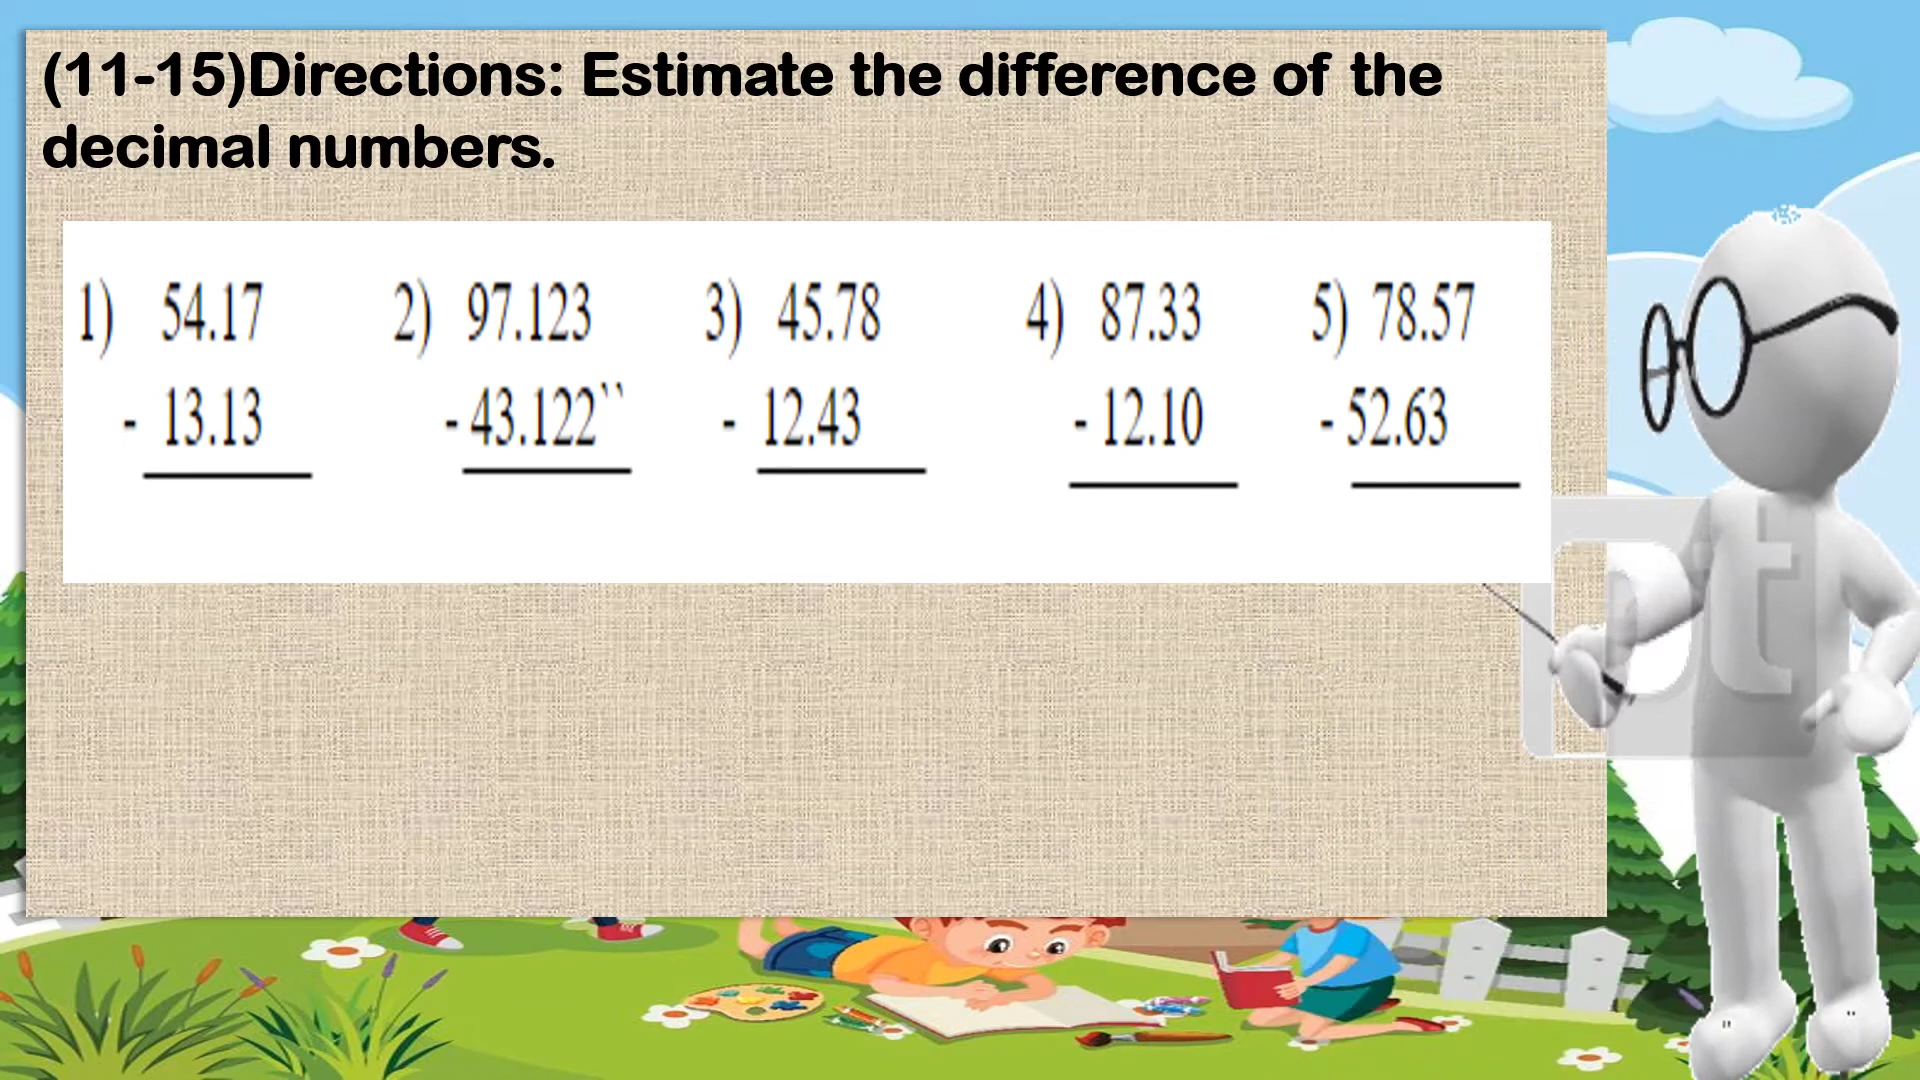 (11-15)Directions: Estimate the difference of the
decimal numbers.
1) 54.17 2) 97.123 3) 45.78 4) 87.33 5) 78.57
- 13.13 - 43.122`` - 12.43 - 12.10 - 52.63
pt